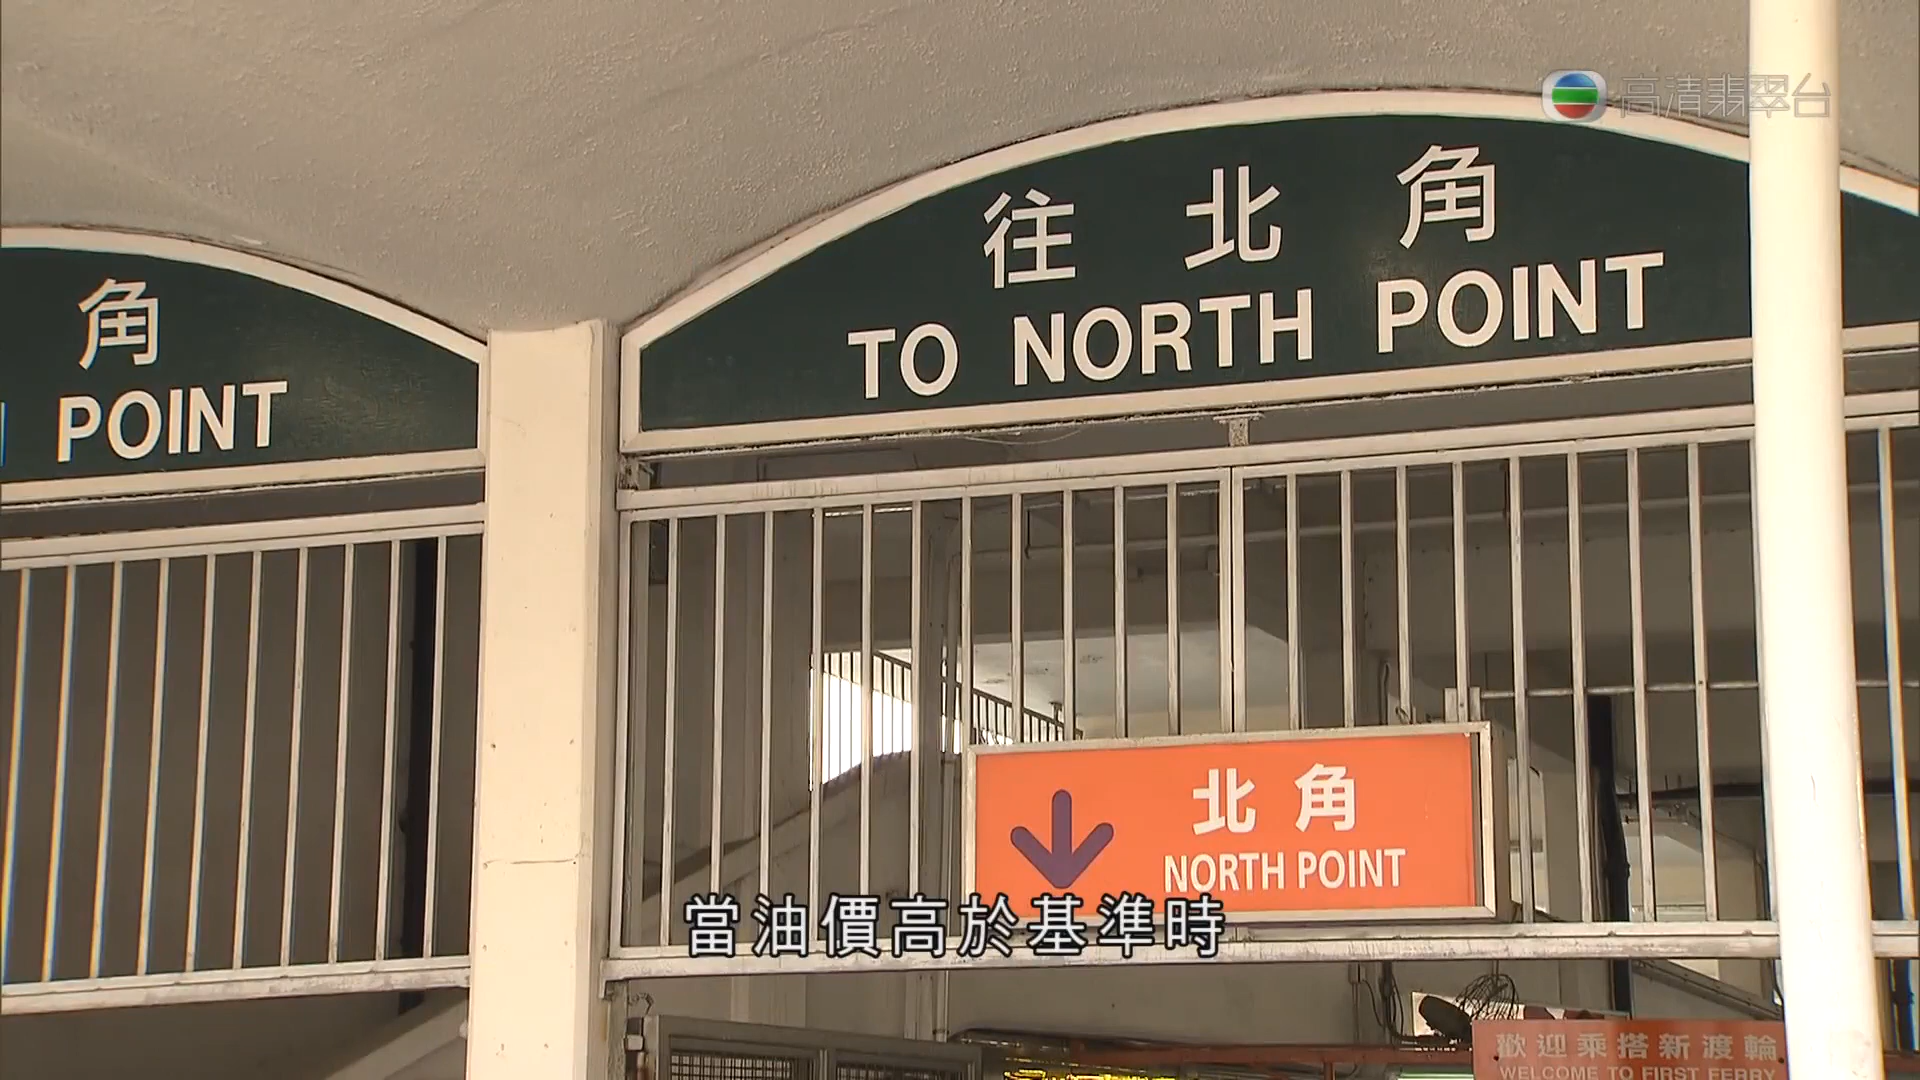 高清翡翠台
往北角
TO NORTH POINT
角
POINT
北角
NORTH POINT
當油價高於基準時
歡迎乘搭新渡輪
WELCOME TO FIRST FERRY